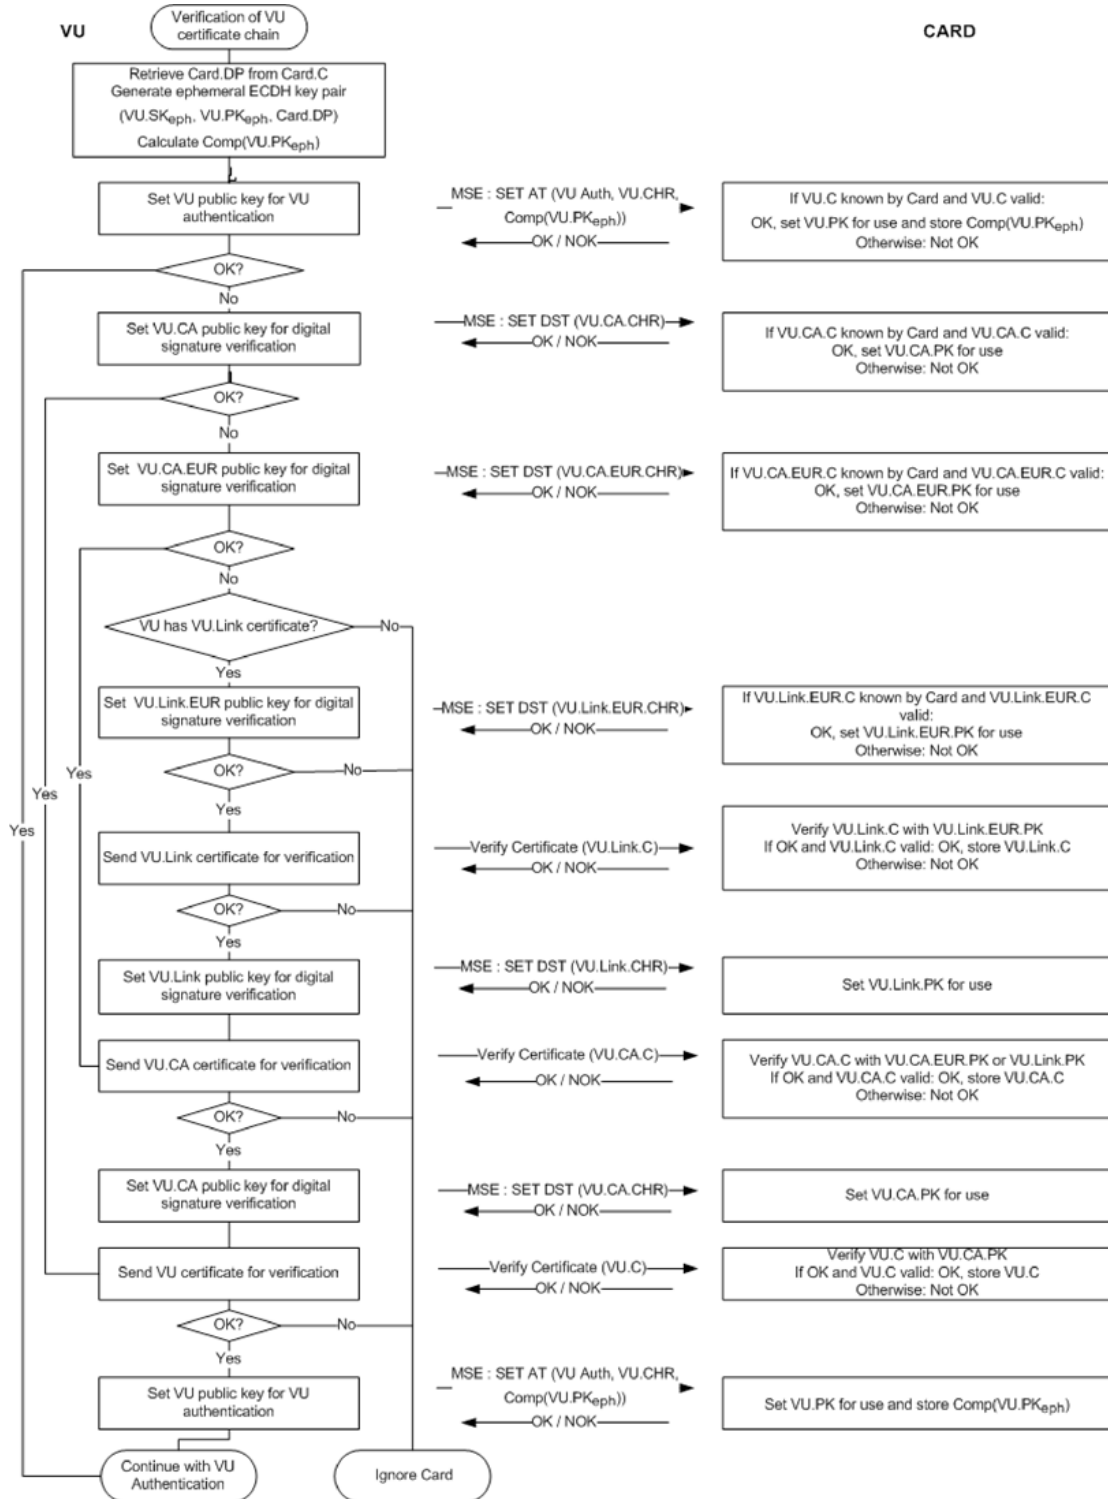 VU
Verification of VU
certificate chain
CARD
Retrieve Card.DP from Card.C
Generate ephemeral ECDH key pair
(VU.SKeph, VU.PKeph, Card.DP)
Calculate Comp(VU.PKeph)
Set VU public key for VU
authentication
MSE : SET AT (VU Auth, VU.CHR,
Comp(VU.PKeph))
OK / NOK
If VU.C known by Card and VU.C valid:
OK, set VU.PK for use and store Comp(VU.PKeph)
Otherwise: Not OK
OK?
No
Set VU.CA public key for digital
signature verification
MSE : SET DST (VU.CA.CHR)
OK / NOK
If VU.CA.C known by Card and VU.CA.C valid:
OK, set VU.CA.PK for use
Otherwise: Not OK
OK?
No
Set VU.CA.EUR public key for digital
signature verification
MSE : SET DST (VU.CA.EUR.CHR)
OK / NOK
If VU.CA.EUR.C known by Card and VU.CA.EUR.C valid:
OK, set VU.CA.EUR.PK for use
Otherwise: Not OK
OK?
No
VU has VU.Link certificate?
No
Yes
Set VU.Link.EUR public key for digital
signature verification
MSE : SET DST (VU.Link.EUR.CHR)
OK / NOK
If VU.Link.EUR.C known by Card and VU.Link.EUR.C
valid:
OK, set VU.Link.EUR.PK for use
Otherwise: Not OK
OK?
No
Yes
Yes
Yes
Yes
Send VU.Link certificate for verification
Verify Certificate (VU.Link.C)
OK / NOK
Verify VU.Link.C with VU.Link.EUR.PK
If OK and VU.Link.C valid: OK, store VU.Link.C
Otherwise: Not OK
OK?
No
Yes
Set VU.Link public key for digital
signature verification
MSE : SET DST (VU.Link.CHR)
OK / NOK
Set VU.Link.PK for use
Send VU.CA certificate for verification
Verify Certificate (VU.CA.C)
OK / NOK
Verify VU.CA.C with VU.CA.EUR.PK or VU.Link.PK
If OK and VU.CA.C valid: OK, store VU.CA.C
Otherwise: Not OK
OK?
No
Yes
Set VU.CA public key for digital
signature verification
MSE : SET DST (VU.CA.CHR)
OK / NOK
Set VU.CA.PK for use
Send VU certificate for verification
Verify Certificate (VU.C)
OK / NOK
Verify VU.C with VU.CA.PK
If OK and VU.C valid: OK, store VU.C
Otherwise: Not OK
OK?
No
Yes
Set VU public key for VU
authentication
MSE : SET AT (VU Auth, VU.CHR,
Comp(VU.PKeph))
OK / NOK
Set VU.PK for use and store Comp(VU.PKeph)
Continue with VU
Authentication
Ignore Card